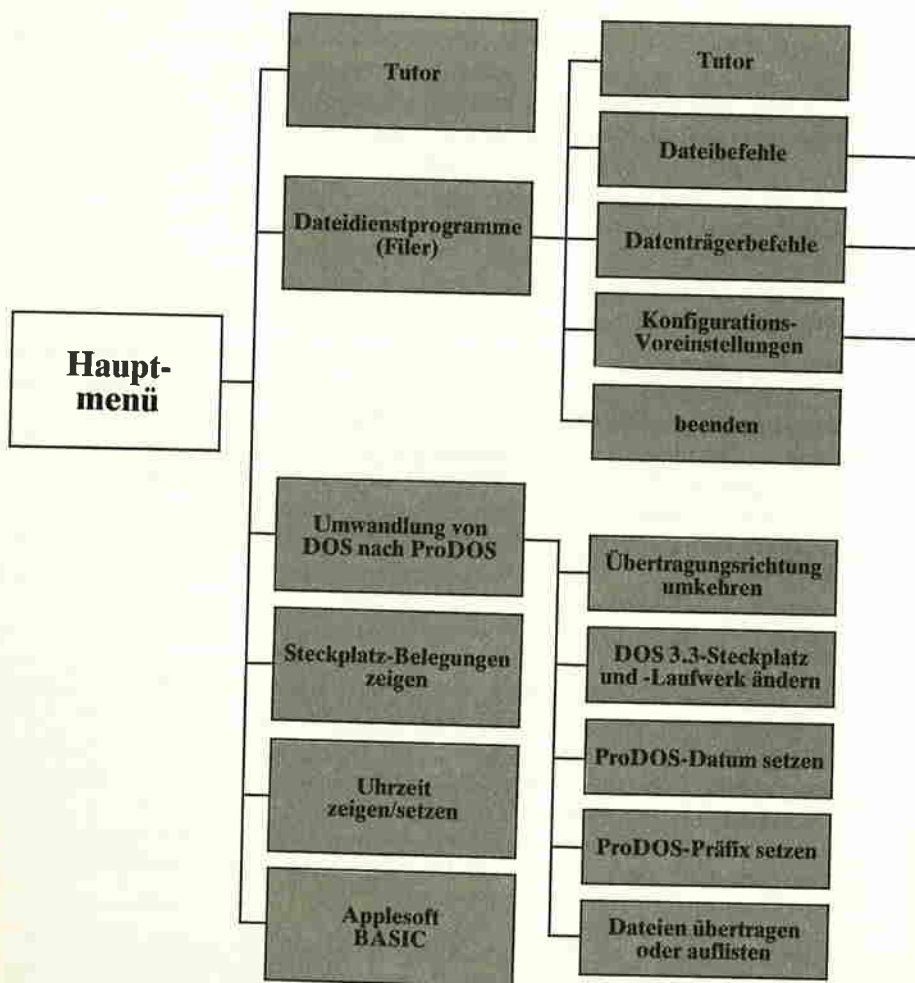 Haupt-
menü
Tutor
Dateidienstprogramme
(Filer)
Tutor
Dateibefehle
Datenträgerbefehle
Konfigurations-
Voreinstellungen
beenden
Umwandlung von
DOS nach ProDOS
Übertragungsrichtung
umkehren
DOS 3.3-Steckplatz
und -Laufwerk ändern
ProDOS-Datum setzen
ProDOS-Präfix setzen
Dateien übertragen
oder auflisten
Steckplatz-Belegungen
zeigen
Uhrzeit
zeigen/setzen
Applesoft
BASIC